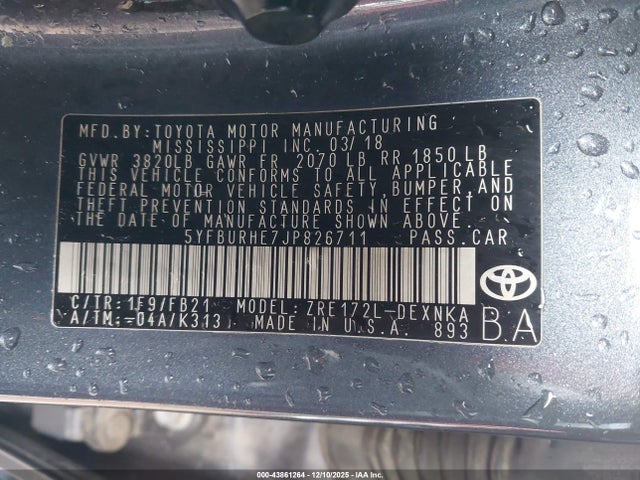 MFD. BY: TOYOTA MOTOR MANUFACTURING
MISSISSIPPI INC. 03/18
GVWR 3820LB GAWR FR 2070 LB RR 1850 LB
THIS VEHICLE CONFORMS TO ALL APPLICABLE
FEDERAL MOTOR VEHICLE SAFETY BUMPER, AND
THEFT PREVENTION STANDARDS IN EFFECT ON
THE DATE OF MANUFACTURE SHOWN ABOVE.
5YFBURHE7JP826711 PASS. CAR
C/TR: 1F9/FB21 MODEL: ZRE172L-DEXNKA
A/TM: -04A/K313 MADE IN U.S.A. 893 BA
000-43861264 - 12/10/2025 - IAA Inc.